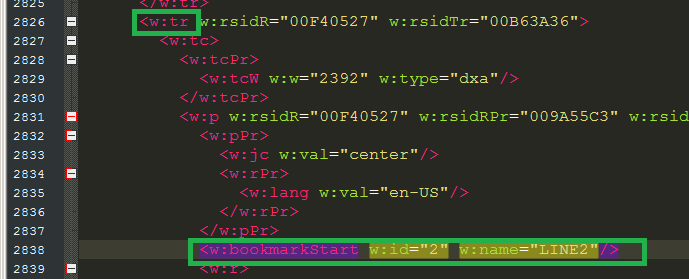 2825 </w:tr>
2826 <w:tr w:rsidR="00F40527" w:rsidTr="00B63A36">
2827 <w:tc>
2828 <w:tcPr>
2829 <w:tcW w:w="2392" w:type="dxa"/>
2830 </w:tcPr>
2831 <w:p w:rsidR="00F40527" w:rsidRPr="009A55C3" w:rsid
2832 <w:pPr>
2833 <w:jc w:val="center"/>
2834 <w:rPr>
2835 <w:lang w:val="en-US"/>
2836 </w:rPr>
2837 </w:pPr>
2838 <w:bookmarkStart w:id="2" w:name="LINE2"/>
2839 <w:r>